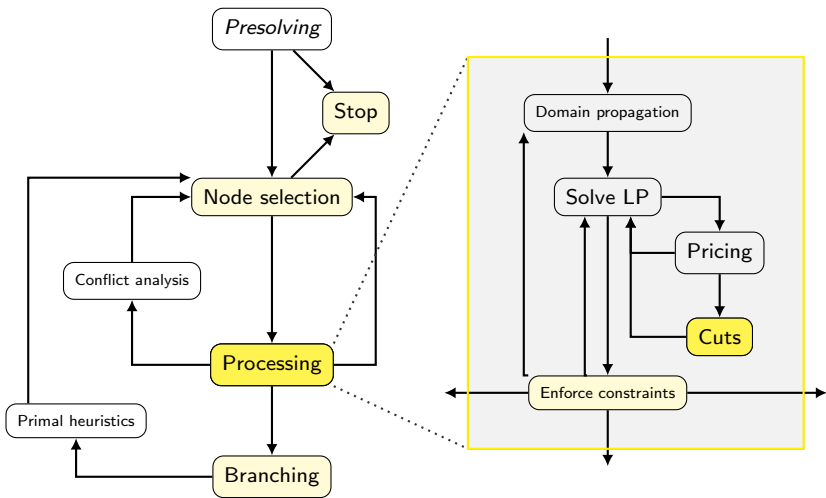 Presolving
Stop
Node selection
Conflict analysis
Processing
Primal heuristics
Branching
Domain propagation
Solve LP
Pricing
Cuts
Enforce constraints